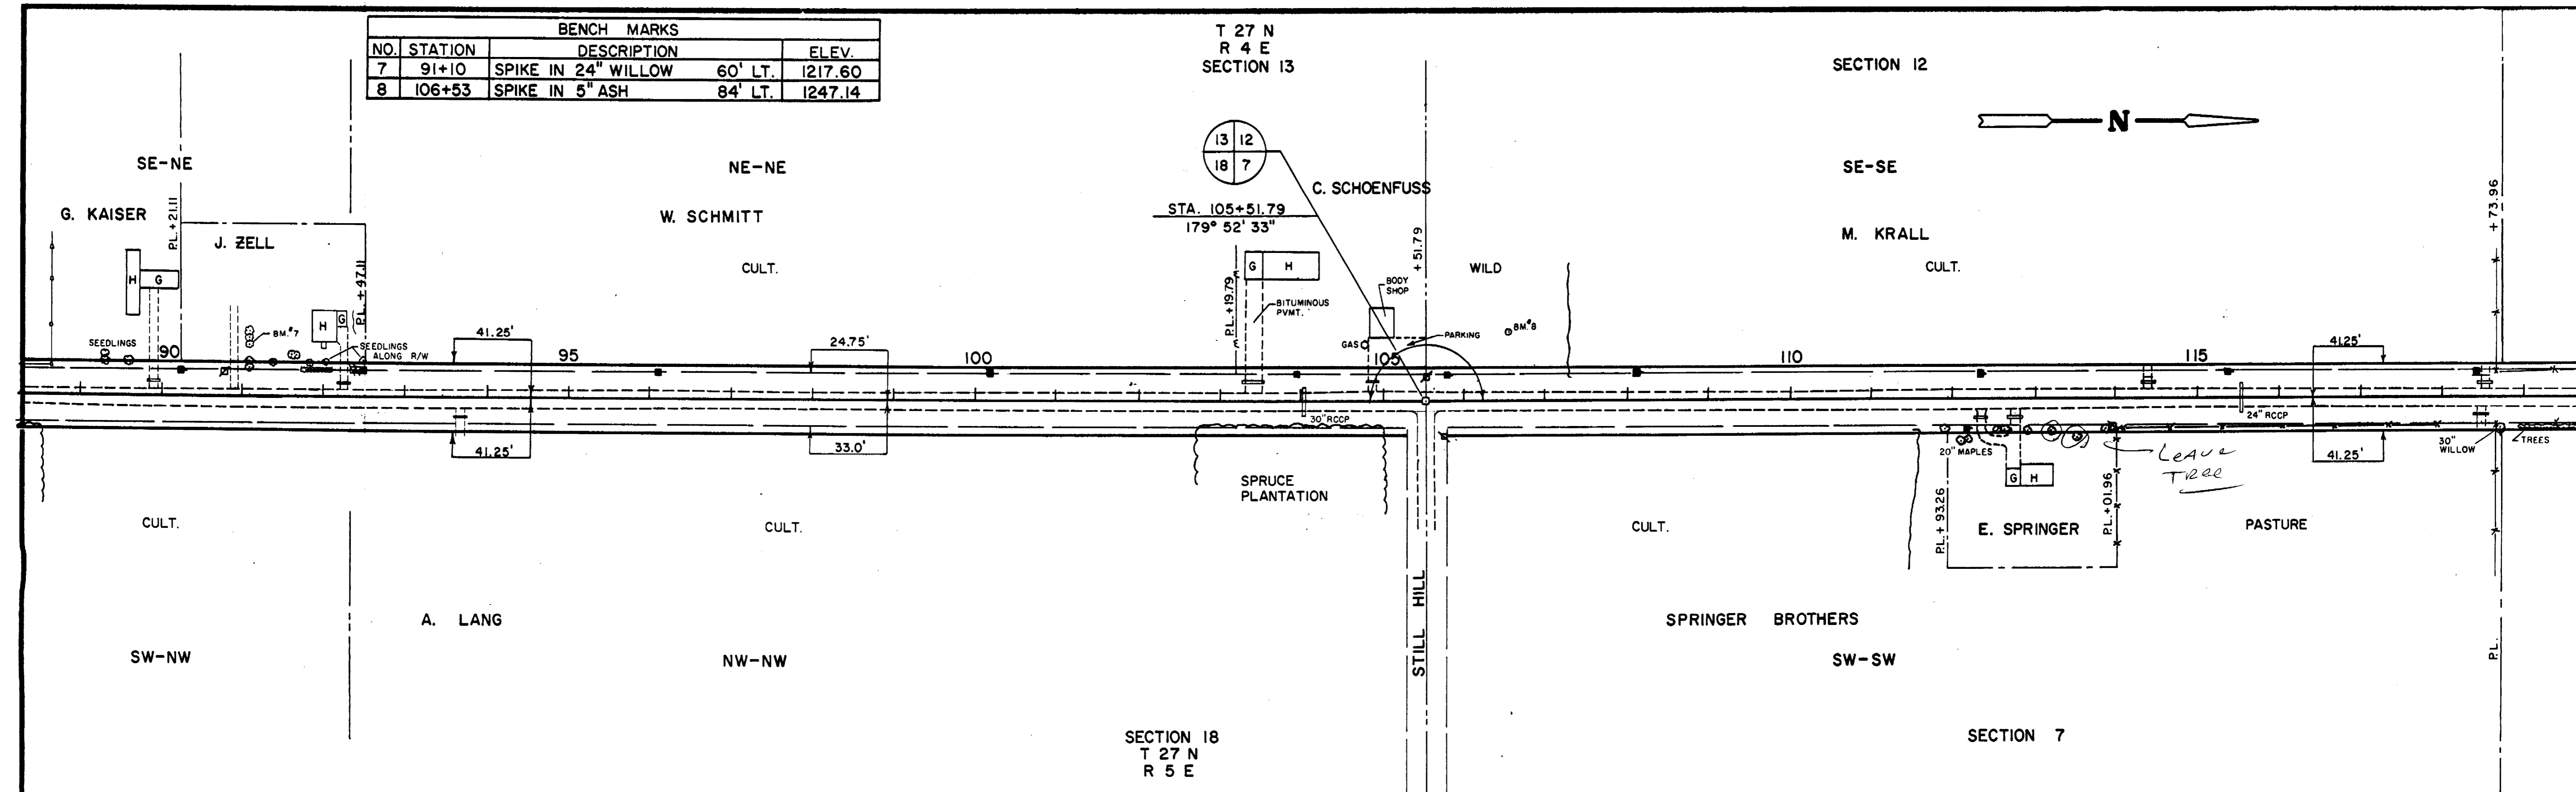 BENCH MARKS
NO. STATION DESCRIPTION ELEV.
7 91+10 SPIKE IN 24" WILLOW 60' LT. 1217.60
8 106+53 SPIKE IN 5" ASH 84' LT. 1247.14
T 27 N
R 4 E
SECTION 13
SECTION 12
N
13 12
18 7
SE-NE
NE-NE
SE-SE
C. SCHOENFUSS
G. KAISER
P.L. + 21.11
J. ZELL
W. SCHMITT
STA. 105+51.79
179° 52' 33"
M. KRALL
+ 73.96
H G
P.L. + 47.11
CULT.
P.L. + 19.79
G H
BITUMINOUS
PVMT.
BODY
SHOP
+ 51.79
WILD
CULT.
SEEDLINGS
90
BM.#7
H G
SEEDLINGS
ALONG R/W
41.25'
95
24.75'
100
GAS
105
PARKING
BM.#8
110
115
41.25'
41.25'
33.0'
30" RCCP
24" RCCP
20" MAPLES
LEAVE
TREE
41.25'
30"
WILLOW
TREES
SPRUCE
PLANTATION
G H
CULT.
CULT.
CULT.
P.L. + 93.26
E. SPRINGER
P.L. + 01.96
PASTURE
STILL HILL
P.L.
A. LANG
SPRINGER BROTHERS
SW-NW
NW-NW
SW-SW
SECTION 18
T 27 N
R 5 E
SECTION 7